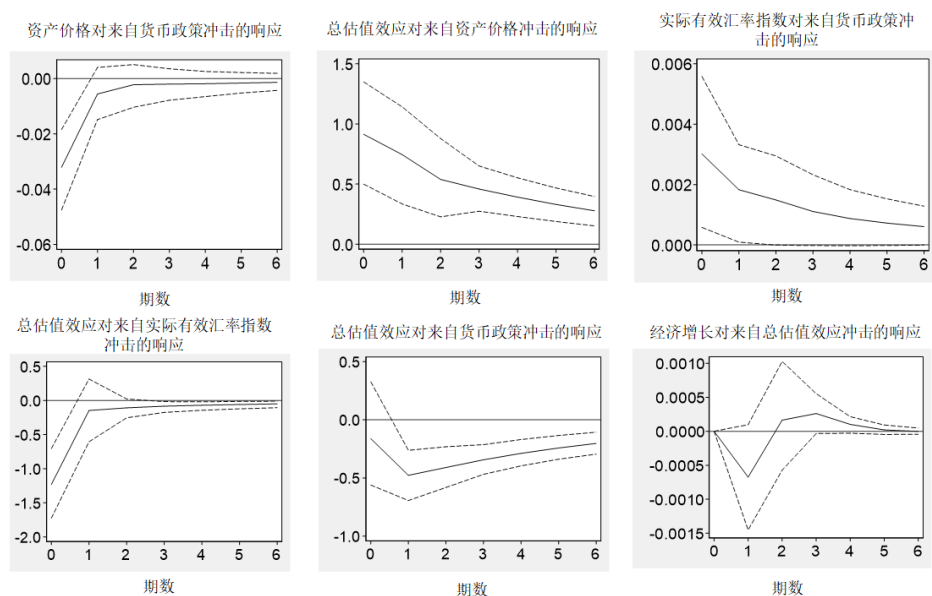 资产价格对来自货币政策冲击的响应
0.00
-0.02
-0.04
-0.06
0 1 2 3 4 5 6
期数
总估值效应对来自资产价格冲击的响应
1.5
1.0
0.5
0.0
0 1 2 3 4 5 6
期数
实际有效汇率指数对来自货币政策冲
击的响应
0.006
0.004
0.002
0.000
0 1 2 3 4 5 6
期数
总估值效应对来自实际有效汇率指数
冲击的响应
0.5
0.0
-0.5
-1.0
-1.5
-2.0
0 1 2 3 4 5 6
期数
总估值效应对来自货币政策冲击的响应
0.5
0.0
-0.5
-1.0
0 1 2 3 4 5 6
期数
经济增长对来自总估值效应冲击的响应
0.0010
0.0005
0.0000
-0.0005
-0.0010
-0.0015
0 1 2 3 4 5 6
期数